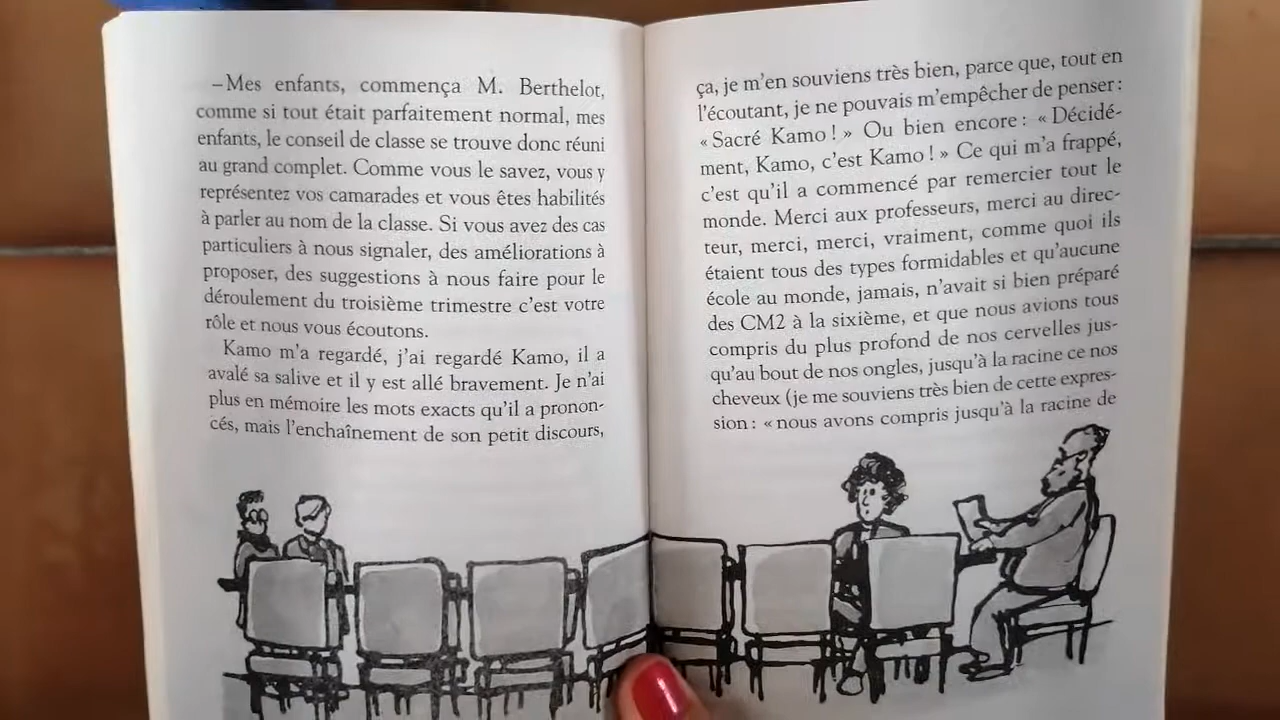 –Mes enfants, commença M. Berthelot,
comme si tout était parfaitement normal, mes
enfants, le conseil de classe se trouve donc réuni
au grand complet. Comme vous le savez, vous y
représentez vos camarades et vous êtes habilités
à parler au nom de la classe. Si vous avez des cas
particuliers à nous signaler, des améliorations à
proposer, des suggestions à nous faire pour le
déroulement du troisième trimestre c'est votre
rôle et nous vous écoutons.
Kamo m'a regardé, j'ai regardé Kamo, il a
avalé sa salive et il y est allé bravement. Je n'ai
plus en mémoire les mots exacts qu'il a pronon-
cés, mais l'enchaînement de son petit discours,
ça, je m'en souviens très bien, parce que, tout en
l'écoutant, je ne pouvais m'empêcher de penser :
« Sacré Kamo ! » Ou bien encore : « Décidé-
ment, Kamo, c'est Kamo ! » Ce qui m'a frappé,
c'est qu'il a commencé par remercier tout le
monde. Merci aux professeurs, merci au direc-
teur, merci, merci, vraiment, comme quoi ils
étaient tous des types formidables et qu'aucune
école au monde, jamais, n'avait si bien préparé
des CM2 à la sixième, et que nous avions tous
compris du plus profond de nos cervelles jus-
qu'au bout de nos ongles, jusqu'à la racine ce nos
cheveux (je me souviens très bien de cette expres-
sion : « nous avons compris jusqu'à la racine de